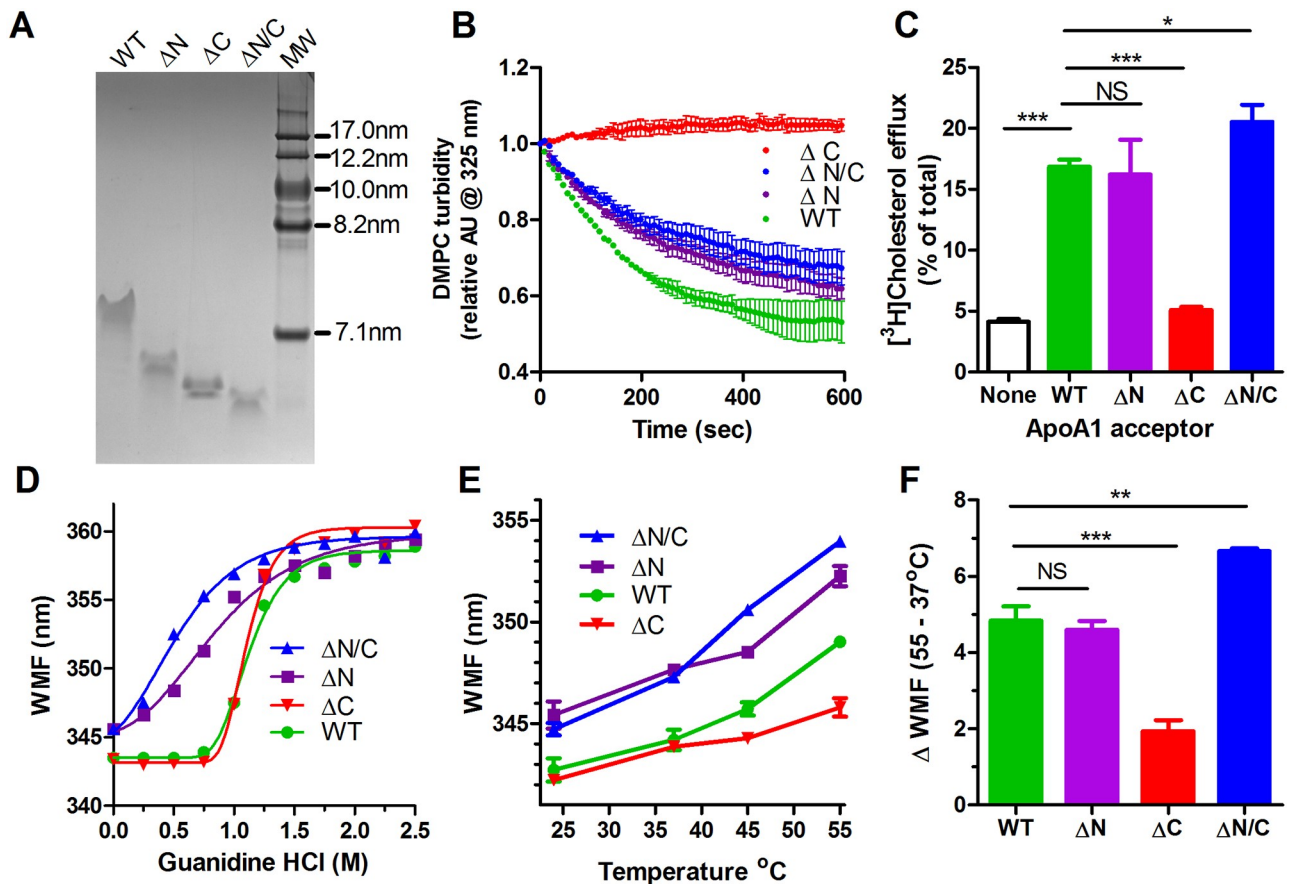 A
WT ΔN ΔC ΔN/C MW
17.0nm
12.2nm
10.0nm
8.2nm
7.1nm
B
DMPC turbidity
(relative AU @ 325 nm)
1.2
1.0
0.8
0.6
0.4
Δ C
Δ N/C
Δ N
WT
0 200 400 600
Time (sec)
C
[³H]Cholesterol efflux
(% of total)
25
20
15
10
5
0
*
***
NS
***
None WT ΔN ΔC ΔN/C
ApoA1 acceptor
D
WMF (nm)
360
355
350
345
340
ΔN/C
ΔN
ΔC
WT
0.0 0.5 1.0 1.5 2.0 2.5
Guanidine HCl (M)
E
WMF (nm)
355
350
345
ΔN/C
ΔN
WT
ΔC
25 30 35 40 45 50 55
Temperature ºC
F
Δ WMF (55 - 37ºC)
8
6
4
2
0
**
***
NS
WT ΔN ΔC ΔN/C